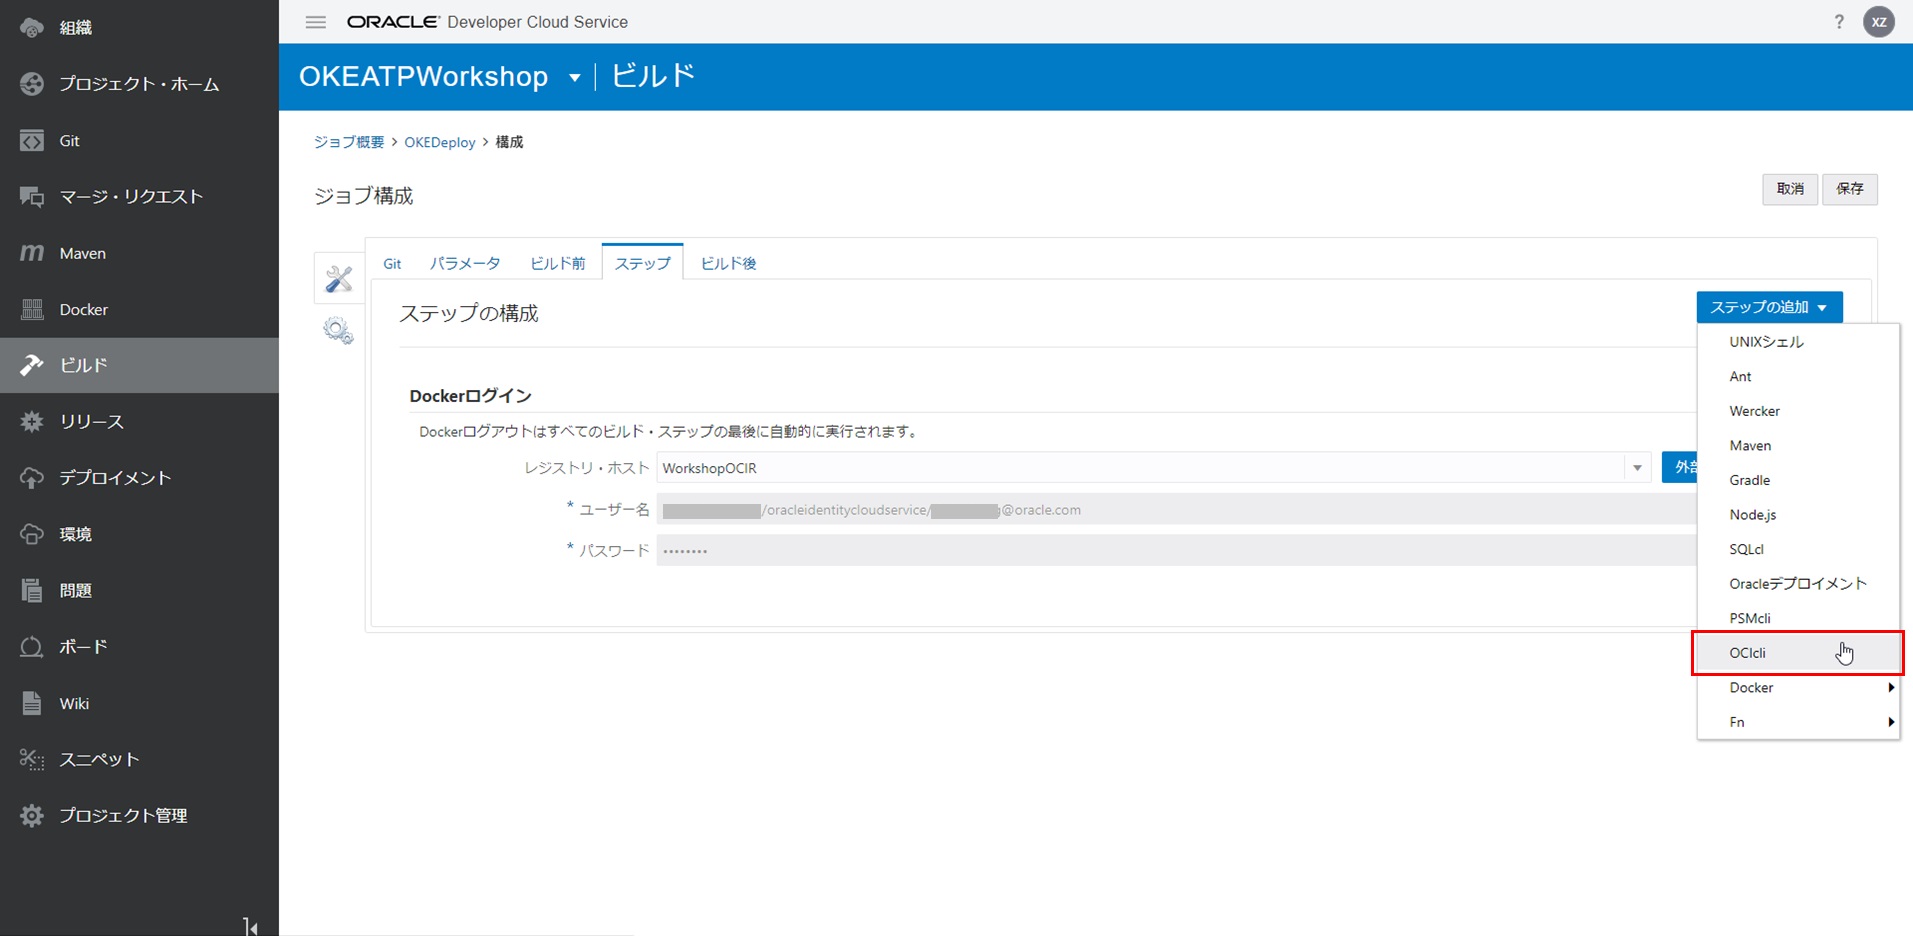 組織
プロジェクト・ホーム
Git
マージ・リクエスト
Maven
Docker
ビルド
リリース
デプロイメント
環境
問題
ボード
Wiki
スニペット
プロジェクト管理
ORACLE Developer Cloud Service
? XZ
OKEATPWorkshop ビルド
ジョブ概要 > OKEDeploy > 構成
ジョブ構成
取消 保存
Git パラメータ ビルド前 ステップ ビルド後
ステップの構成
ステップの追加
Dockerログイン
Dockerログアウトはすべてのビルド・ステップの最後に自動的に実行されます。
レジストリ・ホスト WorkshopOCIR 外部
* ユーザー名 /oracleidentitycloudservice/ @oracle.com
* パスワード ••••••••
UNIXシェル
Ant
Wercker
Maven
Gradle
Node.js
SQLcl
Oracleデプロイメント
PSMcli
OCIcli
Docker
Fn